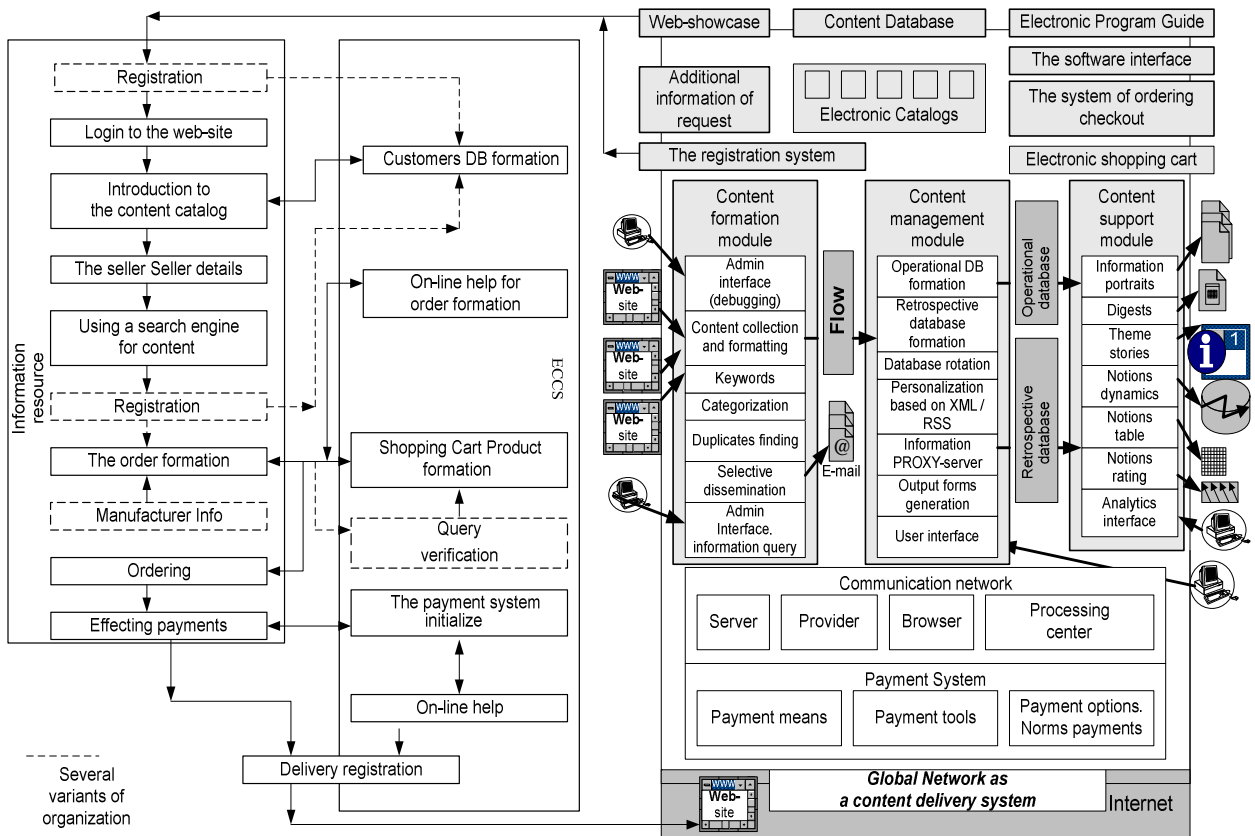 Information
resource
Registration
Login to the web-site
Introduction to
the content catalog
The seller Seller details
Using a search engine
for content
Registration
The order formation
Manufacturer Info
Ordering
Effecting payments
Several
variants of
organization
ECCS
Customers DB formation
On-line help for
order formation
Shopping Cart Product
formation
Query
verification
The payment system
initialize
On-line help
Delivery registration
Web-showcase
Content Database
Electronic Program Guide
The software interface
Additional
information of
request
Electronic Catalogs
The system of ordering
checkout
The registration system
Electronic shopping cart
Content
formation
module
Admin
interface
(debugging)
Content collection
and formatting
Keywords
Categorization
Duplicates finding
Selective
dissemination
Admin
Interface.
information query
WWW
Web-
site
WWW
Web-
site
WWW
Web-
site
Flow
@
E-mail
Content
management
module
Operational DB
formation
Retrospective
database
formation
Database rotation
Personalization
based on XML /
RSS
Information
PROXY-server
Output forms
generation
User interface
Operational
database
Retrospective
database
Content
support
module
Information
portraits
Digests
Theme
stories
Notions
dynamics
Notions
table
Notions
rating
Analytics
interface
i
1
Communication network
Server
Provider
Browser
Processing
center
Payment System
Payment means
Payment tools
Payment options.
Norms payments
WWW
Web-
site
Global Network as
a content delivery system
Internet